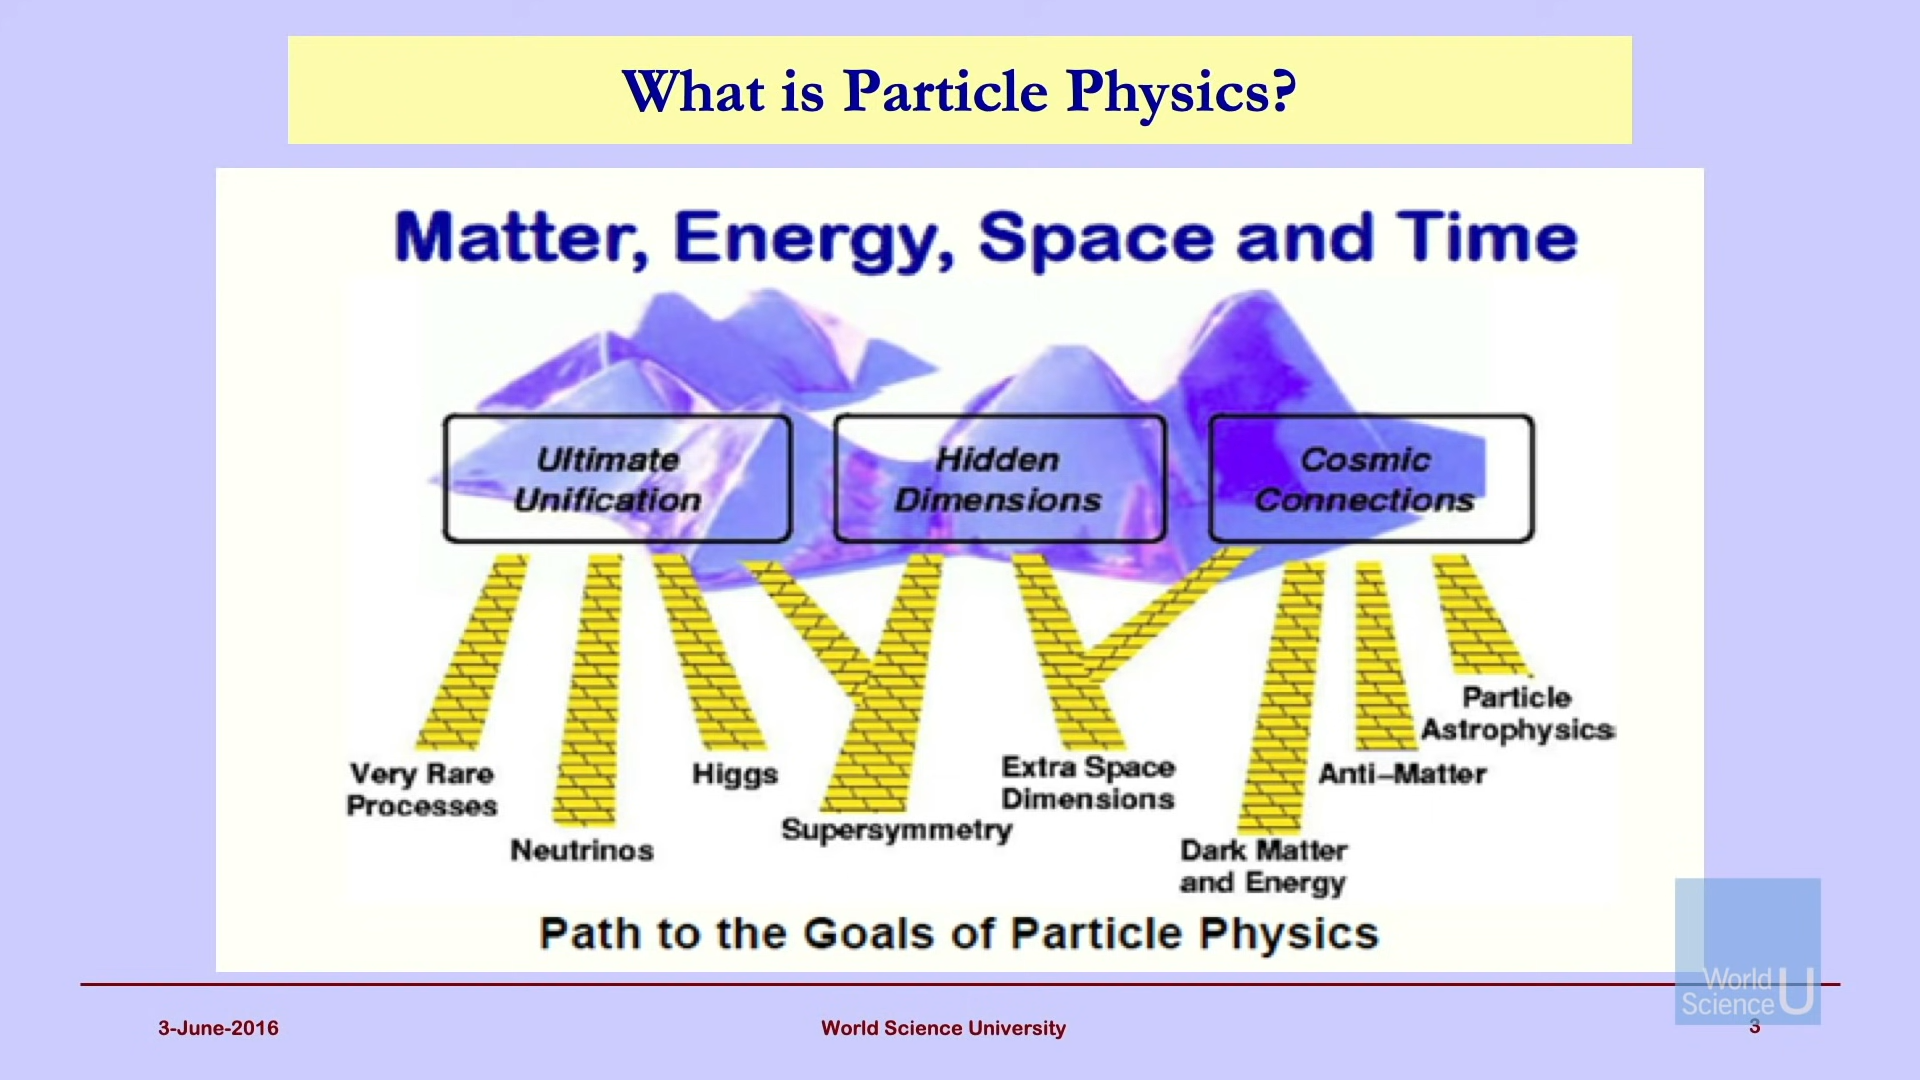 What is Particle Physics?
Matter, Energy, Space and Time
Ultimate
Unification
Hidden
Dimensions
Cosmic
Connections
Very Rare
Processes
Neutrinos
Higgs
Supersymmetry
Extra Space
Dimensions
Dark Matter
and Energy
Anti–Matter
Particle
Astrophysics
Path to the Goals of Particle Physics
World
Science U
3-June-2016
World Science University
3